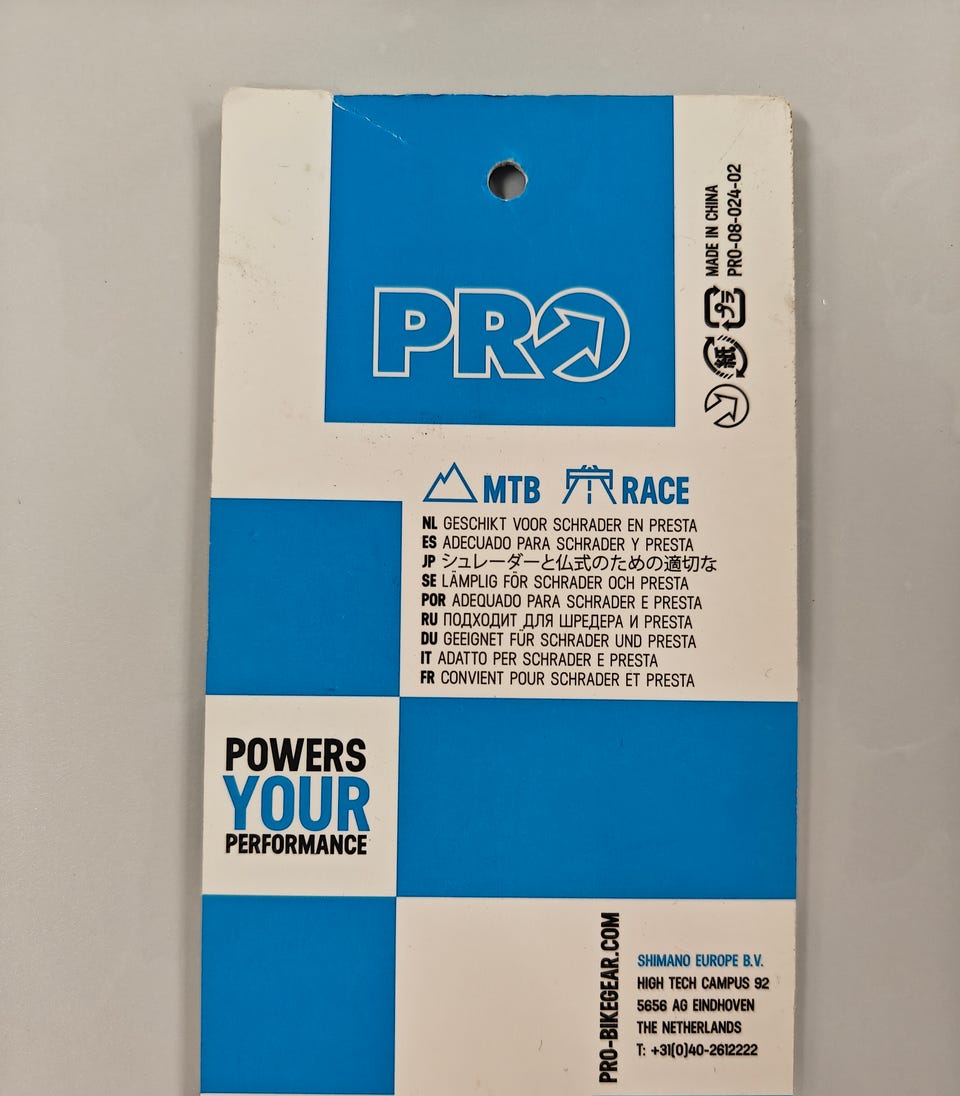 PRO
MADE IN CHINA
PRO-08-024-02
プラ
紙
MTB RACE
NL GESCHIKT VOOR SCHRADER EN PRESTA
ES ADECUADO PARA SCHRADER Y PRESTA
JP シュレーダーと仏式のための適切な
SE LÄMPLIG FÖR SCHRADER OCH PRESTA
POR ADEQUADO PARA SCHRADER E PRESTA
RU ПОДХОДИТ ДЛЯ ШРЕДЕРА И PRESTA
DU GEEIGNET FÜR SCHRADER UND PRESTA
IT ADATTO PER SCHRADER E PRESTA
FR CONVIENT POUR SCHRADER ET PRESTA
POWERS
YOUR
PERFORMANCE
PRO-BIKEGEAR.COM
SHIMANO EUROPE B.V.
HIGH TECH CAMPUS 92
5656 AG EINDHOVEN
THE NETHERLANDS
T: +31(0)40-2612222